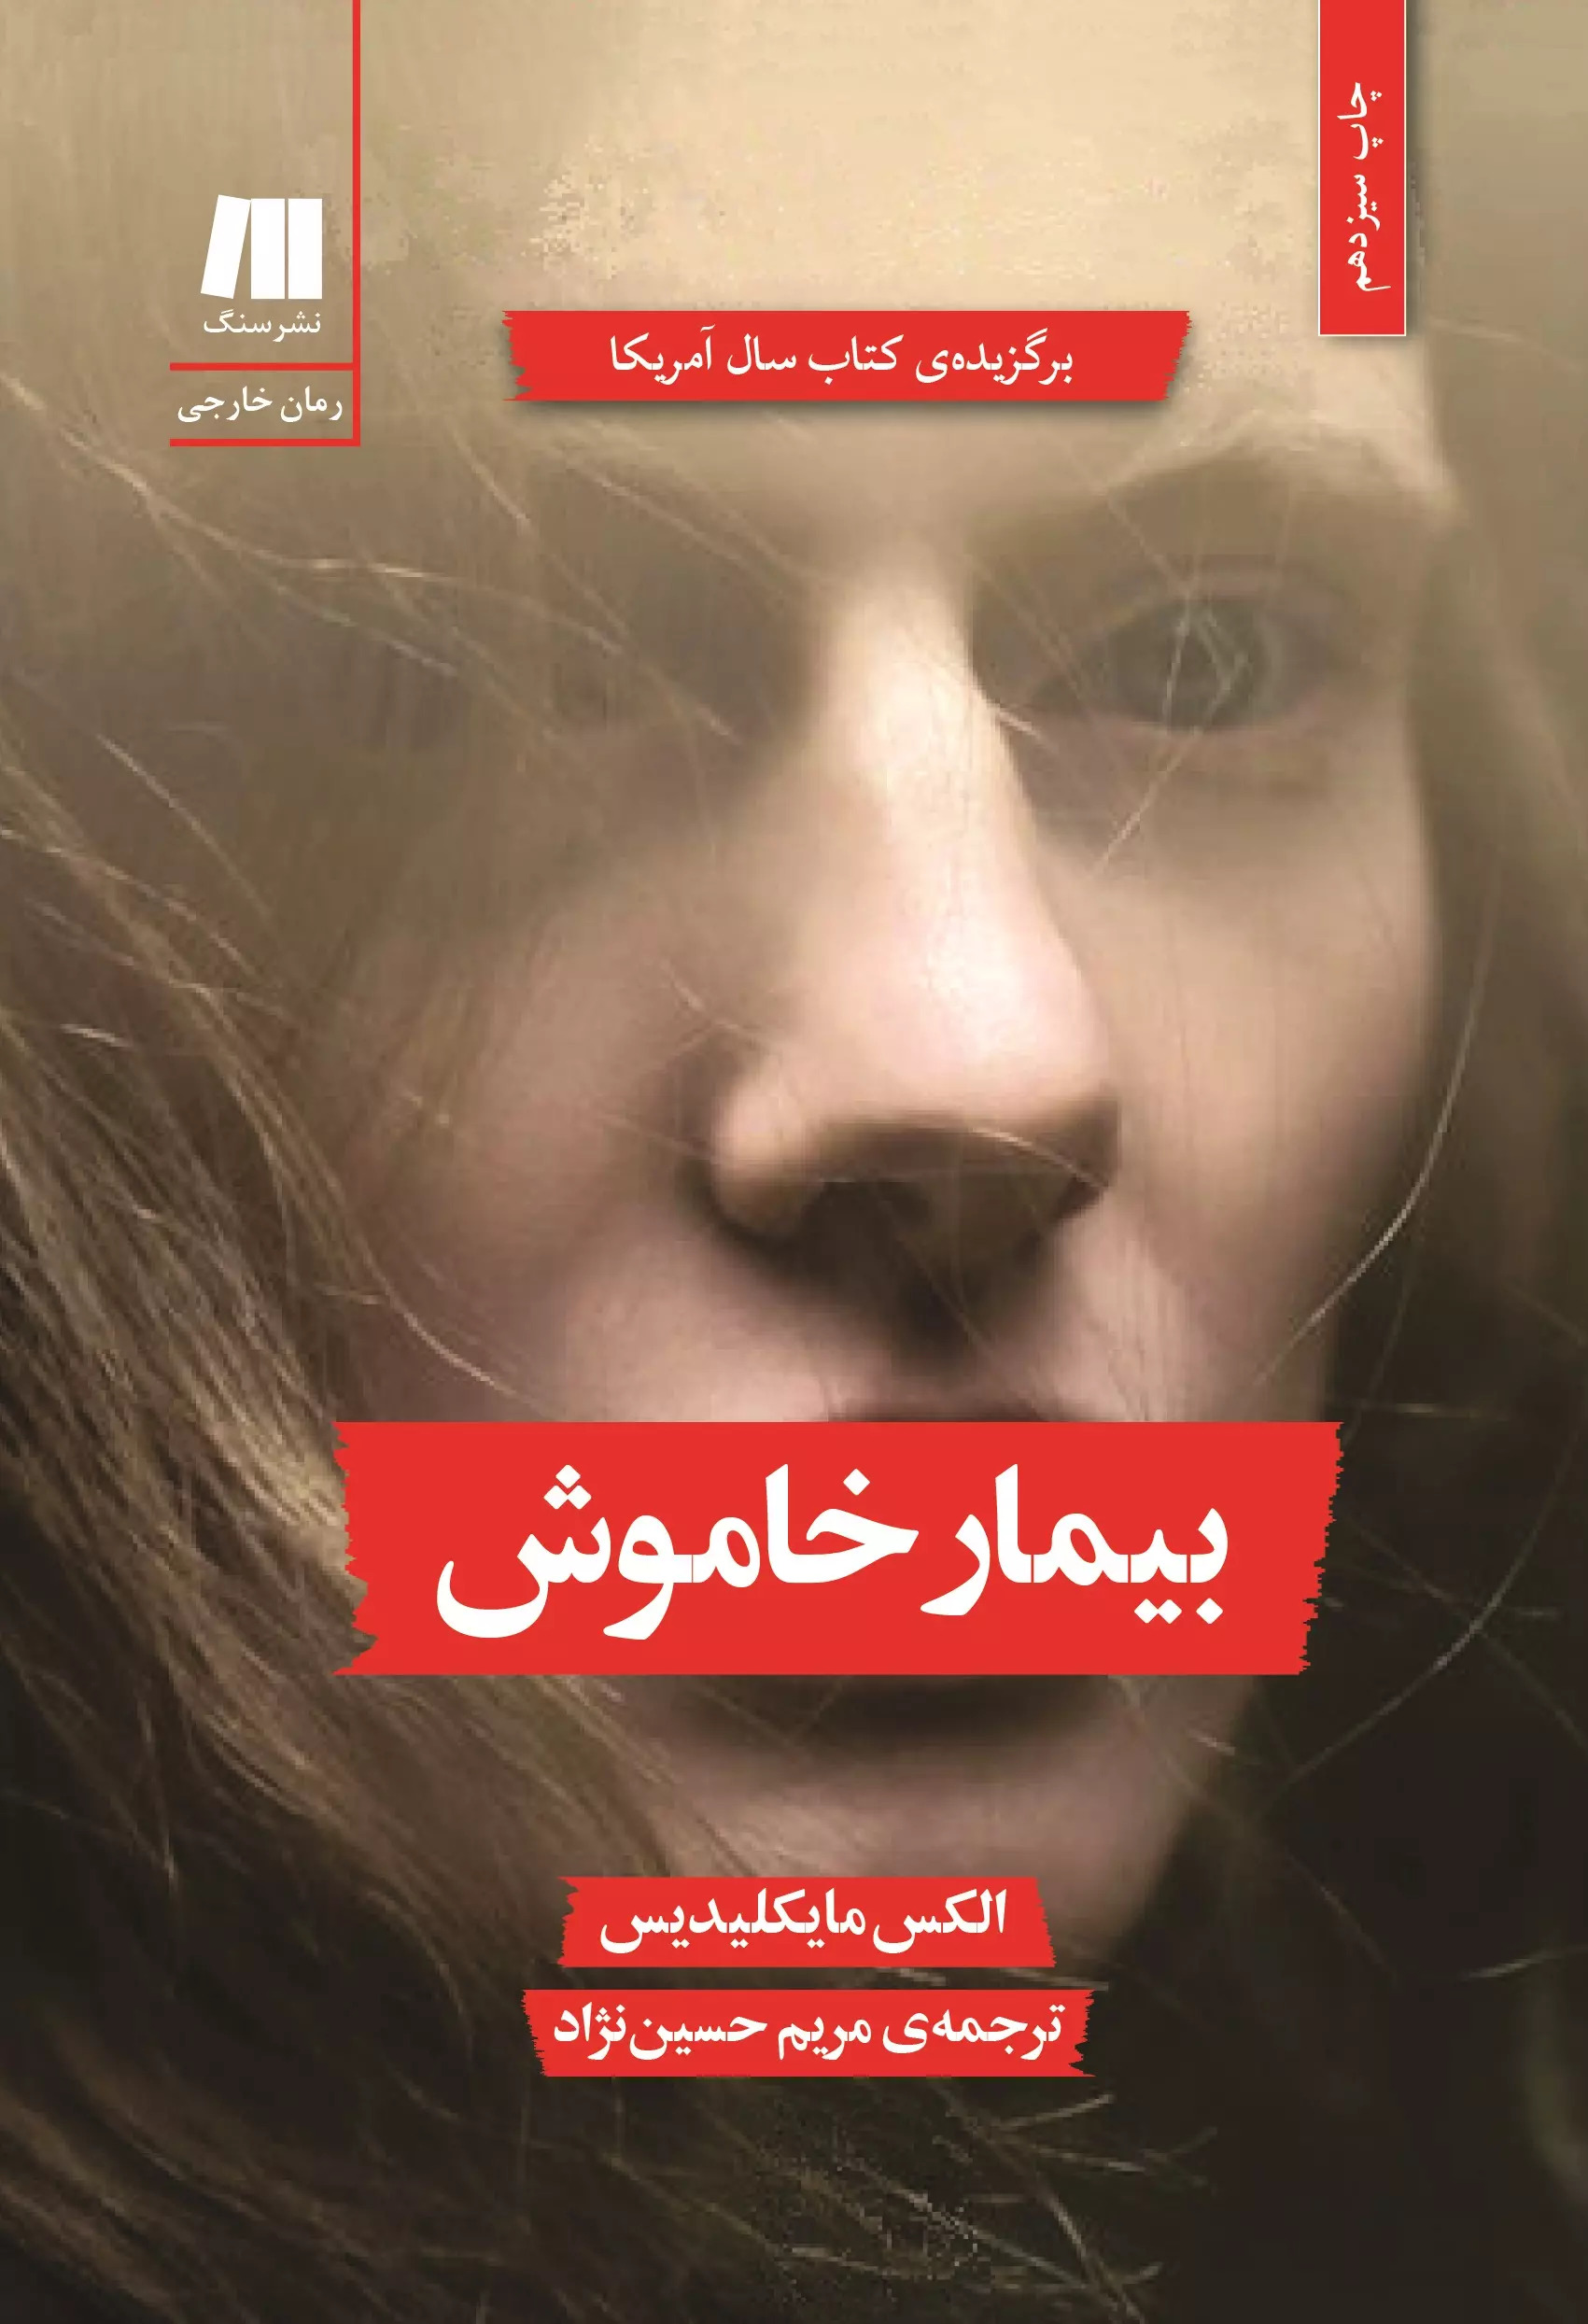 چاپ سیزدهم
نشر سنگ
رمان خارجی
برگزیده‌ی کتاب سال آمریکا
بیمار خاموش
الکس مایکلیدیس
ترجمه‌ی مریم حسین‌نژاد